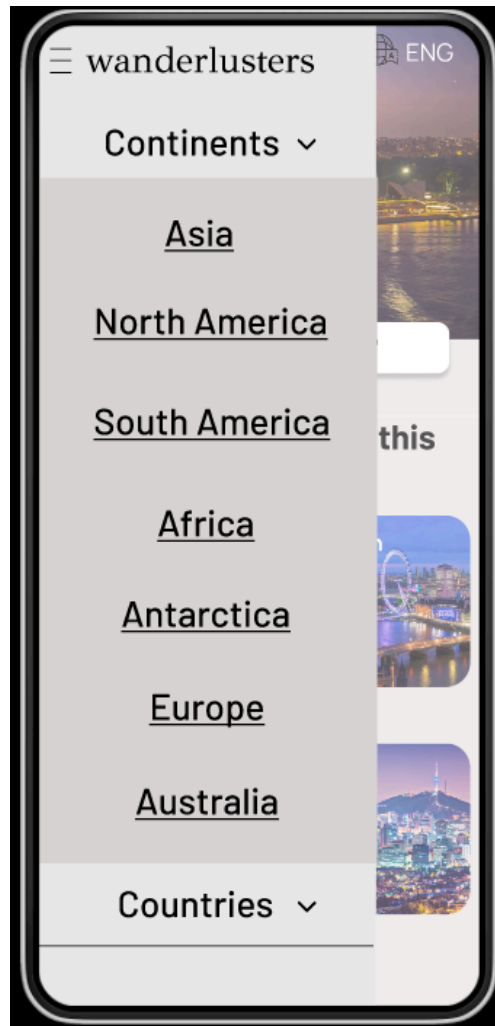 wanderlusters
ENG
Continents
Asia
North America
South America
this
Africa
Antarctica
Europe
Australia
Countries